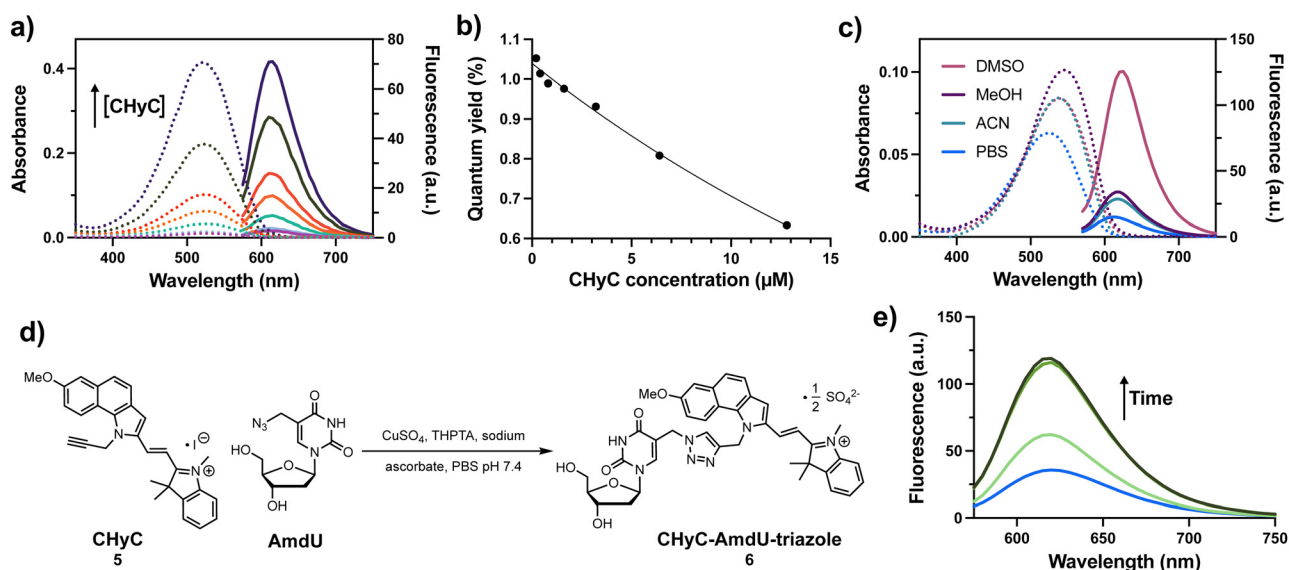 a)
80
60
40
20
0
0.4
0.2
0.0
[CHyC]
Absorbance
Fluorescence (a.u.)
400 500 600 700
Wavelength (nm)
b)
1.1
1.0
0.9
0.8
0.7
0.6
Quantum yield (%)
0 5 10 15
CHyC concentration (µM)
c)
150
100
50
0
0.10
0.05
0.00
DMSO
MeOH
ACN
PBS
Absorbance
Fluorescence (a.u.)
400 500 600 700
Wavelength (nm)
d)
MeO
N
• I⊖
N
⊕
CHyC
5
N3
O
NH
N
O
HO
O
OH
AmdU
CuSO4, THPTA, sodium
ascorbate, PBS pH 7.4
MeO
• 1/2 SO4 2-
O
HN
O
N
N
N=N
N
N
⊕
HO
O
OH
CHyC-AmdU-triazole
6
e)
150
100
50
0
Fluorescence (a.u.)
Time
600 650 700 750
Wavelength (nm)